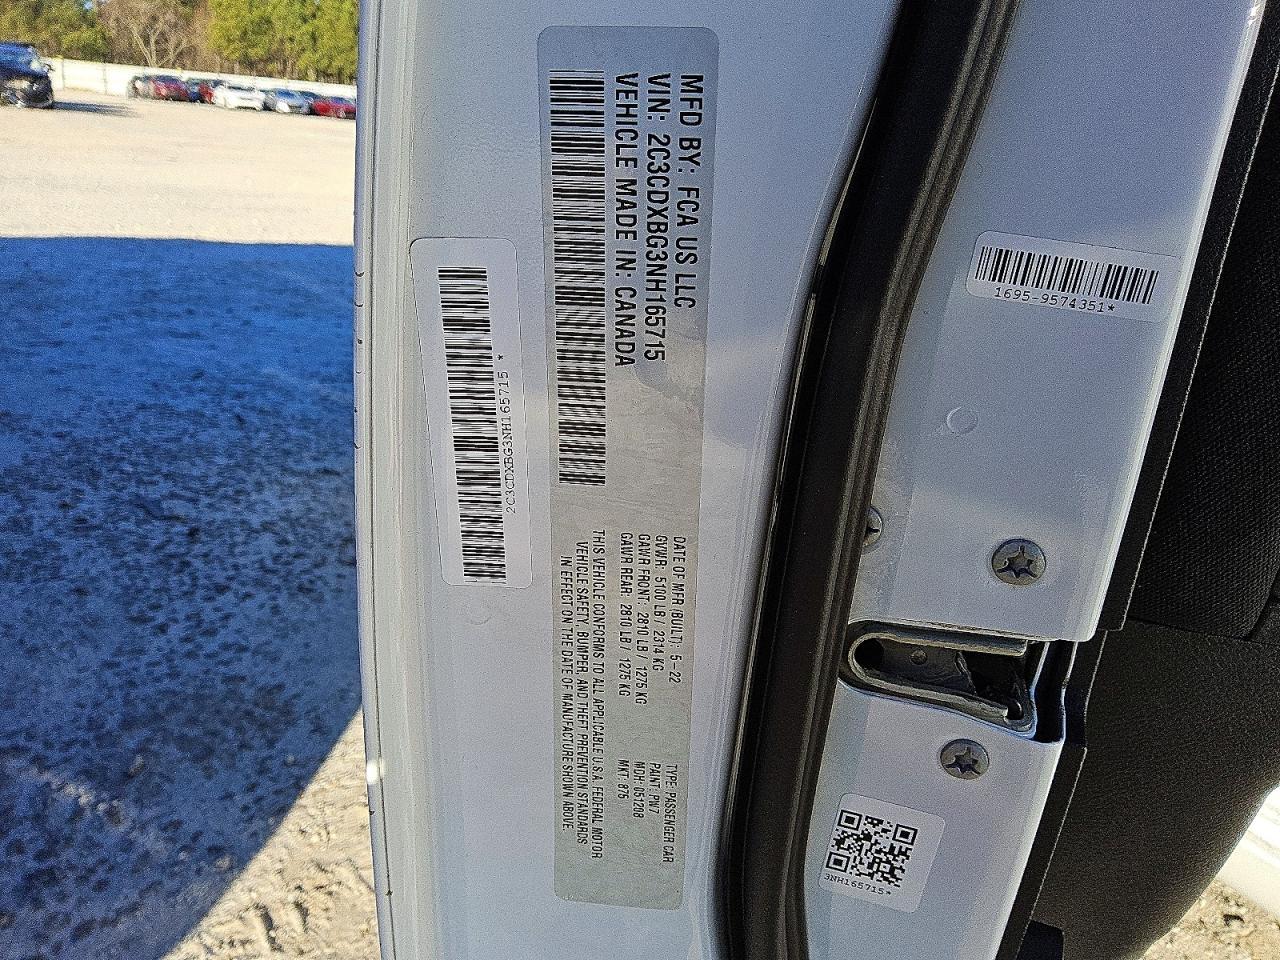 MFD BY: FCA US LLC
VIN: 2C3CDXBG3NH165715
VEHICLE MADE IN: CANADA
DATE OF MFR (BUILT): 5-22
GVWR: 5100 LB / 2314 KG
GAWR FRONT: 2810 LB / 1275 KG
GAWR REAR: 2810 LB / 1275 KG
THIS VEHICLE CONFORMS TO ALL APPLICABLE U.S.A. FEDERAL MOTOR
VEHICLE SAFETY, BUMPER, AND THEFT PREVENTION STANDARDS
IN EFFECT ON THE DATE OF MANUFACTURE SHOWN ABOVE.
TYPE: PASSENGER CAR
PAINT: PW7
MDH: 051208
MKT: 875
2C3CDXBG3NH165715 *
1695-9574351*
3NH165715*